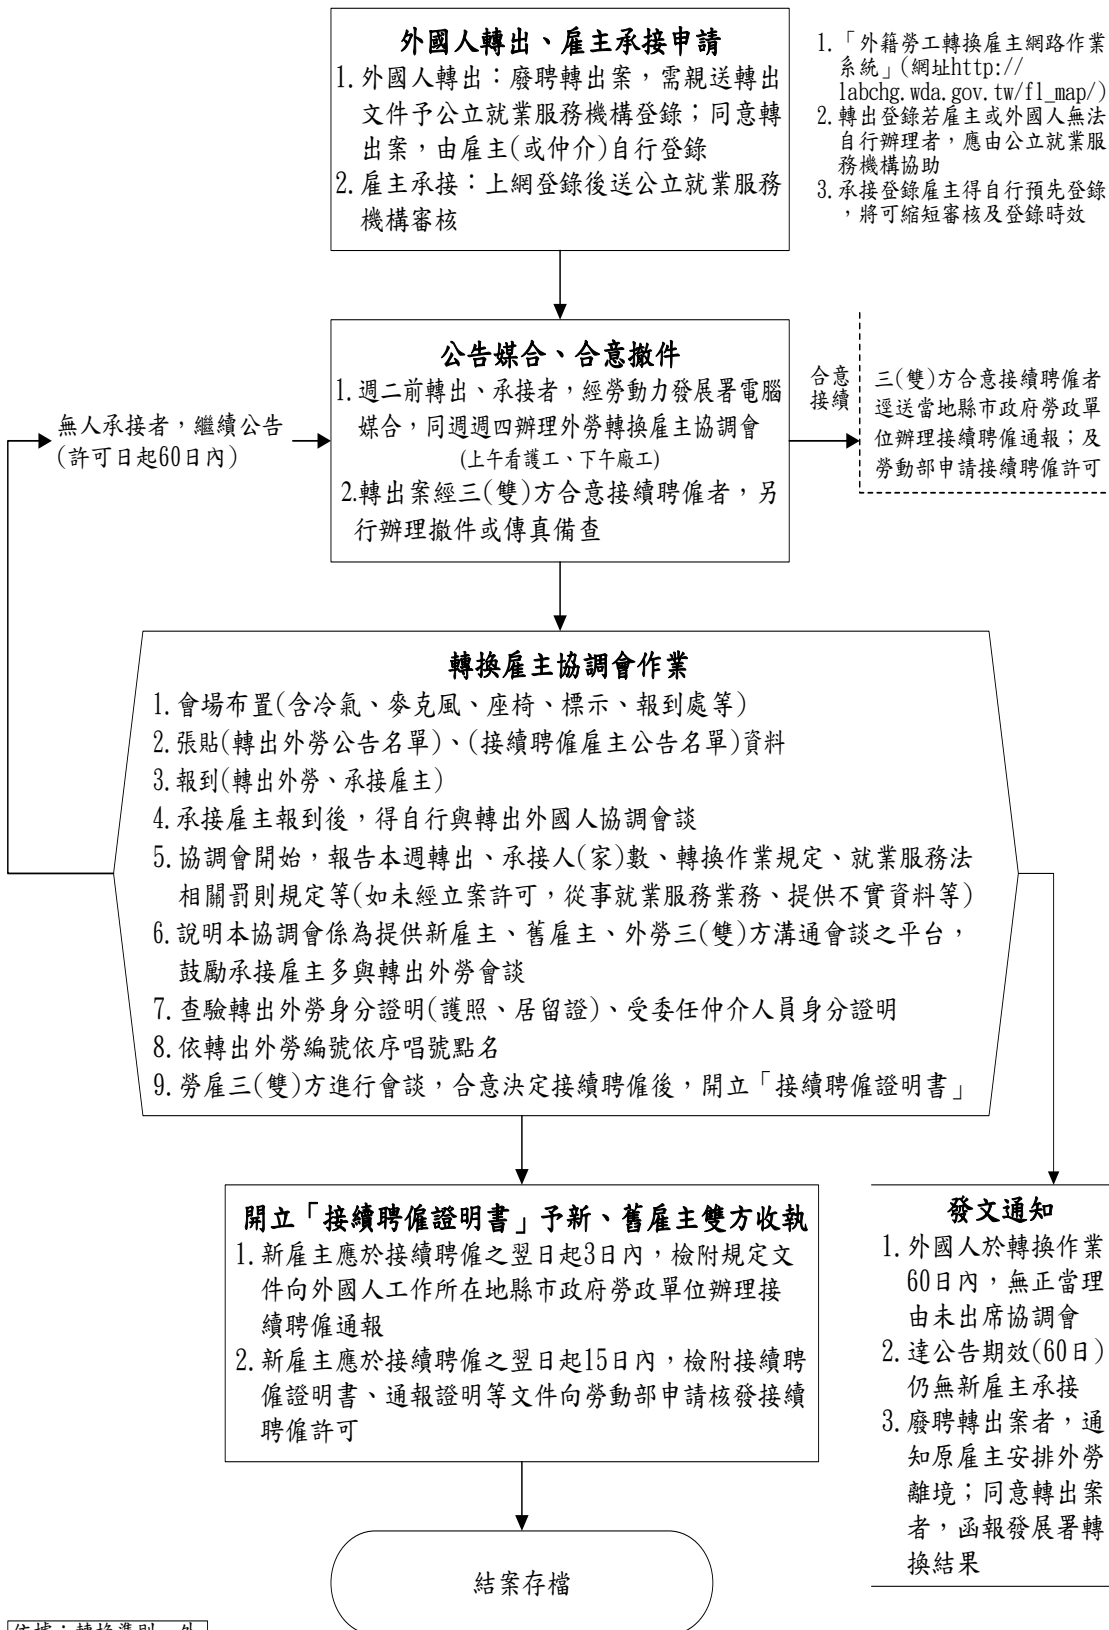 外國人轉出、雇主承接申請
1. 外國人轉出：廢聘轉出案，需親送轉出
文件予公立就業服務機構登錄；同意轉
出案，由雇主(或仲介)自行登錄
2. 雇主承接：上網登錄後送公立就業服務
機構審核
1. 「外籍勞工轉換雇主網路作業
系統」(網址http://
labchg.wda.gov.tw/fl_map/)
2. 轉出登錄若雇主或外國人無法
自行辦理者，應由公立就業服
務機構協助
3. 承接登錄雇主得自行預先登錄
，將可縮短審核及登錄時效
公告媒合、合意撤件
1. 週二前轉出、承接者，經勞動力發展署電腦
媒合，同週週四辦理外勞轉換雇主協調會
(上午看護工、下午廠工)
2. 轉出案經三(雙)方合意接續聘僱者，另
行辦理撤件或傳真備查
合意
接續
三(雙)方合意接續聘僱者
逕送當地縣市政府勞政單
位辦理接續聘僱通報；及
勞動部申請接續聘僱許可
無人承接者，繼續公告
(許可日起60日內)
轉換雇主協調會作業
1. 會場布置(含冷氣、麥克風、座椅、標示、報到處等)
2. 張貼(轉出外勞公告名單)、(接續聘僱雇主公告名單)資料
3. 報到(轉出外勞、承接雇主)
4. 承接雇主報到後，得自行與轉出外國人協調會談
5. 協調會開始，報告本週轉出、承接人(家)數、轉換作業規定、就業服務法
相關罰則規定等(如未經立案許可，從事就業服務業務、提供不實資料等)
6. 說明本協調會係為提供新雇主、舊雇主、外勞三(雙)方溝通會談之平台，
鼓勵承接雇主多與轉出外勞會談
7. 查驗轉出外勞身分證明(護照、居留證)、受委任仲介人員身分證明
8. 依轉出外勞編號依序唱號點名
9. 勞雇三(雙)方進行會談，合意決定接續聘僱後，開立「接續聘僱證明書」
開立「接續聘僱證明書」予新、舊雇主雙方收執
1. 新雇主應於接續聘僱之翌日起3日內，檢附規定文
件向外國人工作所在地縣市政府勞政單位辦理接
續聘僱通報
2. 新雇主應於接續聘僱之翌日起15日內，檢附接續聘
僱證明書、通報證明等文件向勞動部申請核發接續
聘僱許可
發文通知
1. 外國人於轉換作業
60日內，無正當理
由未出席協調會
2. 達公告期效(60日)
仍無新雇主承接
3. 廢聘轉出案者，通
知原雇主安排外勞
離境；同意轉出案
者，函報發展署轉
換結果
結案存檔
依據：轉換準則、外